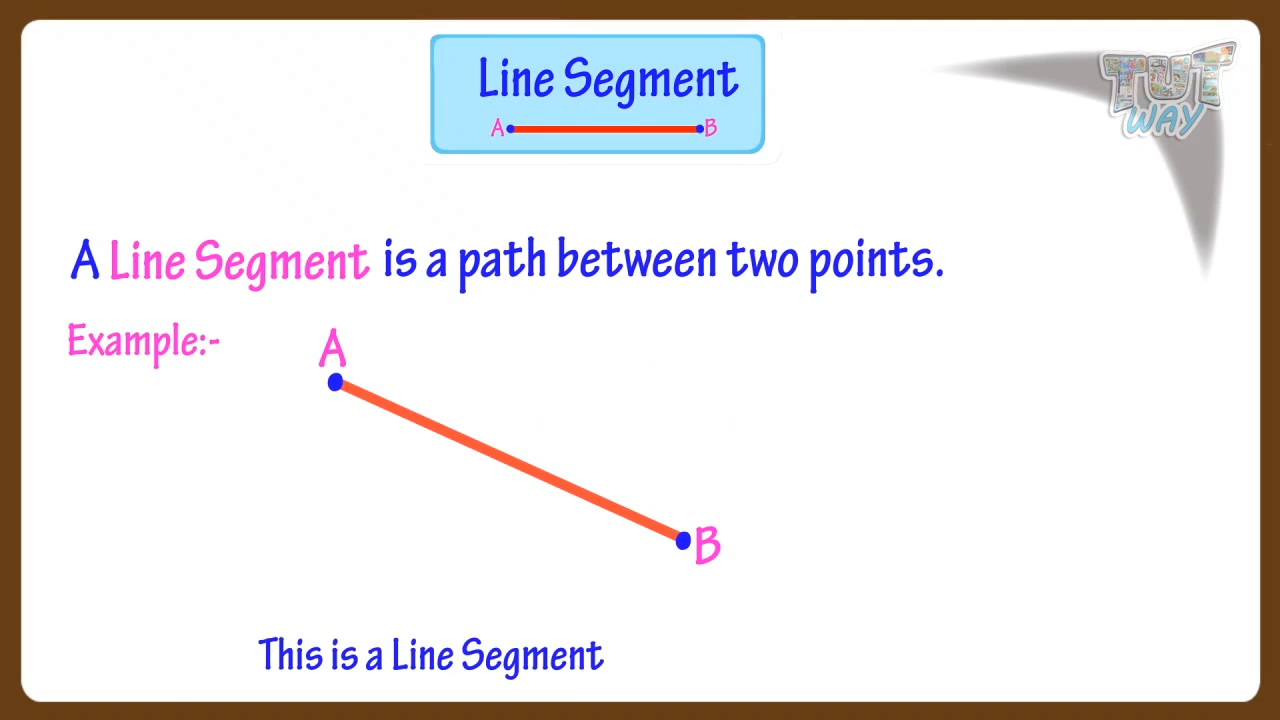 Line Segment
A B
TUT
WAY
A Line Segment is a path between two points.
Example:-
A
B
This is a Line Segment